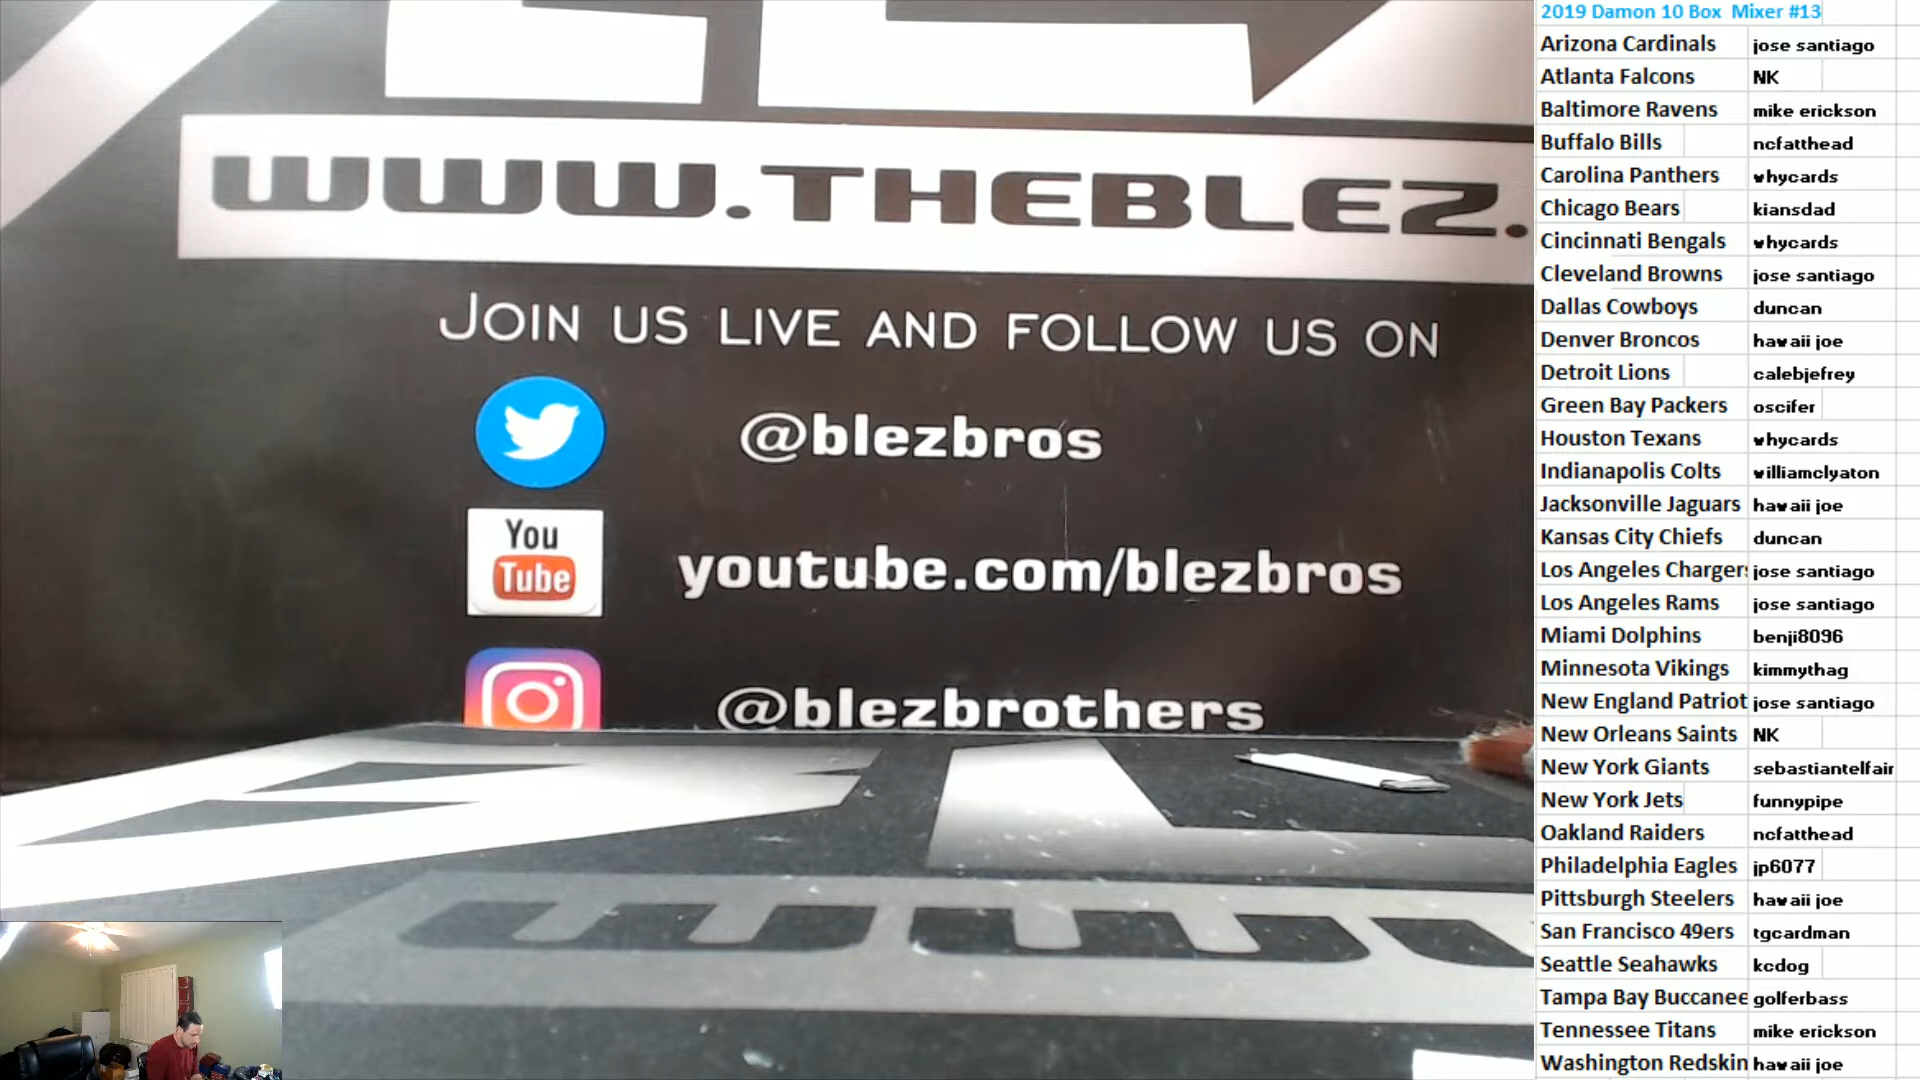 WWW.THEBLEZ.
JOIN US LIVE AND FOLLOW US ON
@blezbros
You
Tube
youtube.com/blezbros
@blezbrothers
2019 Damon 10 Box Mixer #13
Arizona Cardinals jose santiago
Atlanta Falcons NK
Baltimore Ravens mike erickson
Buffalo Bills ncfatthead
Carolina Panthers whycards
Chicago Bears kiansdad
Cincinnati Bengals whycards
Cleveland Browns jose santiago
Dallas Cowboys duncan
Denver Broncos hawaii joe
Detroit Lions calebjefrey
Green Bay Packers oscifer
Houston Texans whycards
Indianapolis Colts williamclyaton
Jacksonville Jaguars hawaii joe
Kansas City Chiefs duncan
Los Angeles Chargers jose santiago
Los Angeles Rams jose santiago
Miami Dolphins benji8096
Minnesota Vikings kimmythag
New England Patriot jose santiago
New Orleans Saints NK
New York Giants sebastiantelfair
New York Jets funnypipe
Oakland Raiders ncfatthead
Philadelphia Eagles jp6077
Pittsburgh Steelers hawaii joe
San Francisco 49ers tgcardman
Seattle Seahawks kcdog
Tampa Bay Buccanee golferbass
Tennessee Titans mike erickson
Washington Redskin hawaii joe